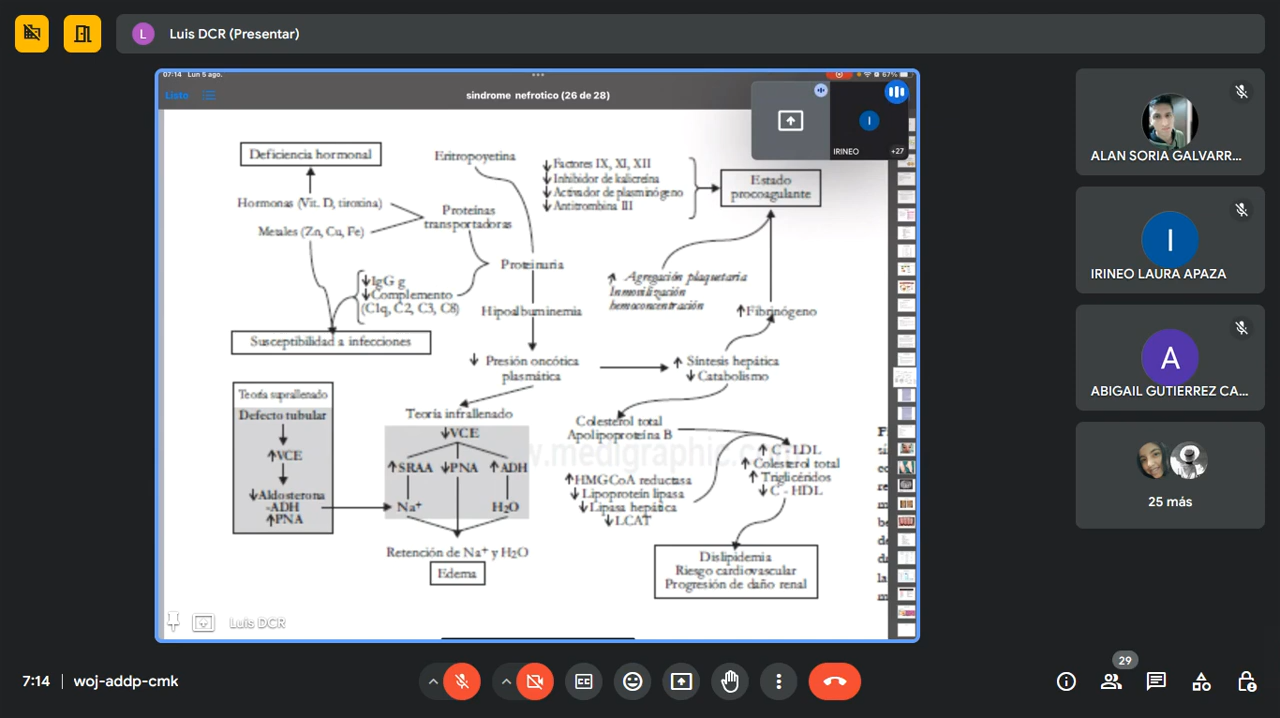 L
Luis DCR (Presentar)
07:14 Lun 5 ago.
67%
Listo
síndrome nefrotico (26 de 28)
I
IRINEO
+27
Deficiencia hormonal
Eritropoyetina
Factores IX, XI, XII
Inhibidor de kalicreína
Activador de plasminógeno
Antitrombina III
Estado
procoagulante
Hormonas (Vit. D, tiroxina)
Metales (Zn, Cu, Fe)
Proteínas
transportadoras
Proteinuria
↓IgG g
↓Complemento
(C1q, C2, C3, C8)
↑ Agregación plaquetaria
Inmovilización
hemoconcentración
Hipoalbuminemia
↑Fibrinógeno
Susceptibilidad a infecciones
↓ Presión oncótica
plasmática
↑ Síntesis hepática
↓ Catabolismo
Teoría suprallenado
Defecto tubular
↑VCE
↓Aldosterona
-ADH
↑PNA
Teoría infrallenado
↓VCE
↑SRAA ↓PNA ↑ADH
Na⁺ H2O
Retención de Na⁺ y H2O
Edema
Colesterol total
Apolipoproteína B
www.medigraphic.com
↑HMGCoA reductasa
↓Lipoprotein lipasa
↓Lipasa hepática
↓LCAT
↑ C - LDL
↑ Colesterol total
↑ Triglicéridos
↓ C - HDL
Dislipidemia
Riesgo cardiovascular
Progresión de daño renal
Luis DCR
ALAN SORIA GALVARR...
I
IRINEO LAURA APAZA
A
ABIGAIL GUTIERREZ CA...
25 más
7:14 | woj-addp-cmk
29